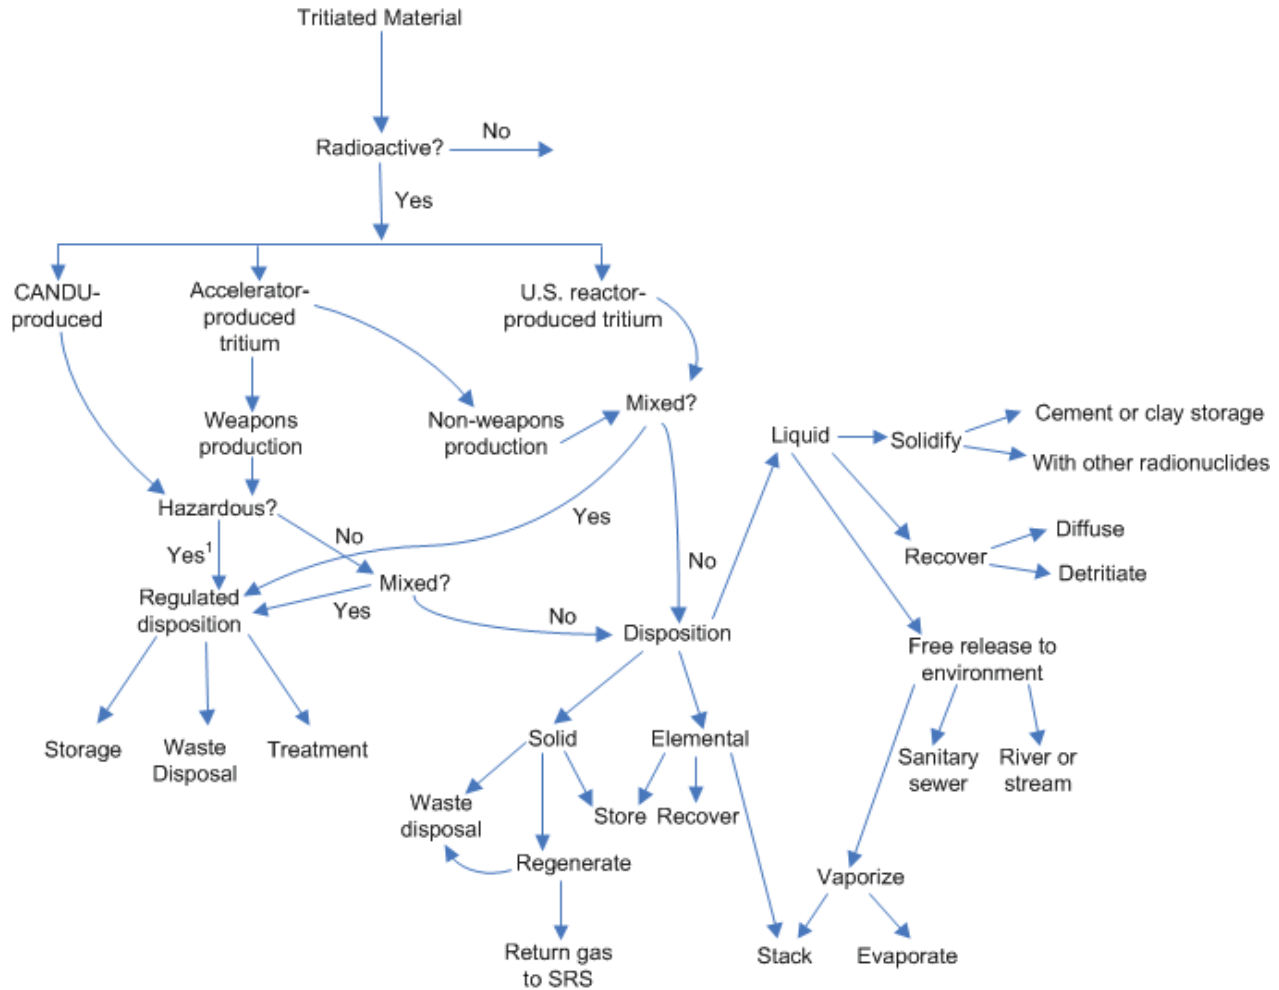 Tritiated Material
Radioactive?
No
Yes
CANDU-
produced
Accelerator-
produced
tritium
U.S. reactor-
produced tritium
Weapons
production
Non-weapons
production
Mixed?
Liquid
Solidify
Cement or clay storage
With other radionuclides
Hazardous?
Yes
No
No
Yes¹
Mixed?
Recover
Diffuse
Detritiate
Regulated
disposition
Yes
No
Disposition
Free release to
environment
Storage
Waste
Disposal
Treatment
Solid
Elemental
Sanitary
sewer
River or
stream
Waste
disposal
Store
Recover
Regenerate
Vaporize
Return gas
to SRS
Stack
Evaporate